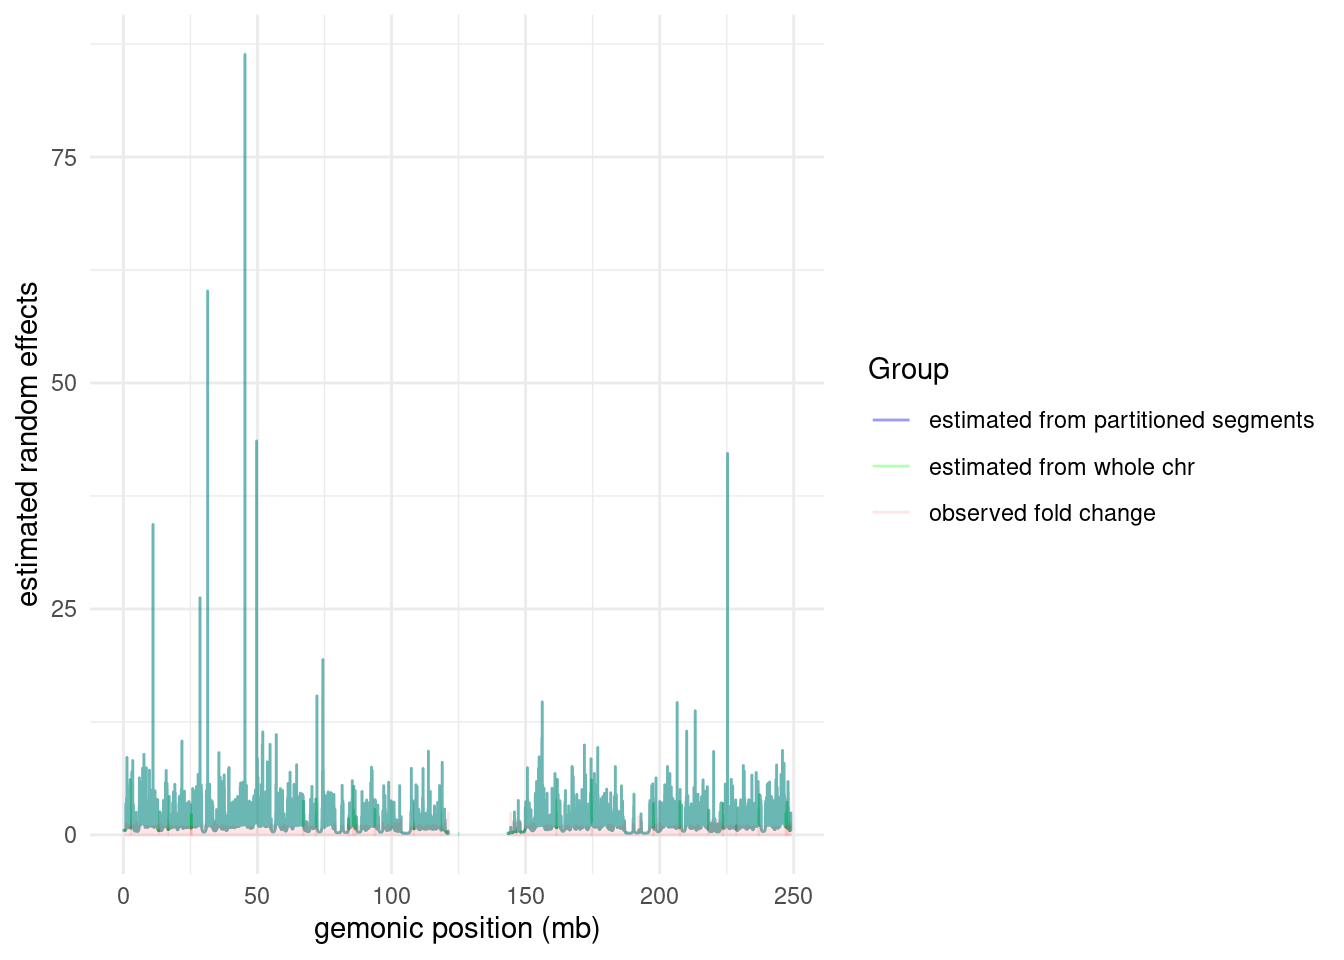 75
50
25
0
estimated random effects
0
50
100
150
200
250
gemonic position (mb)
Group
estimated from partitioned segments
estimated from whole chr
observed fold change